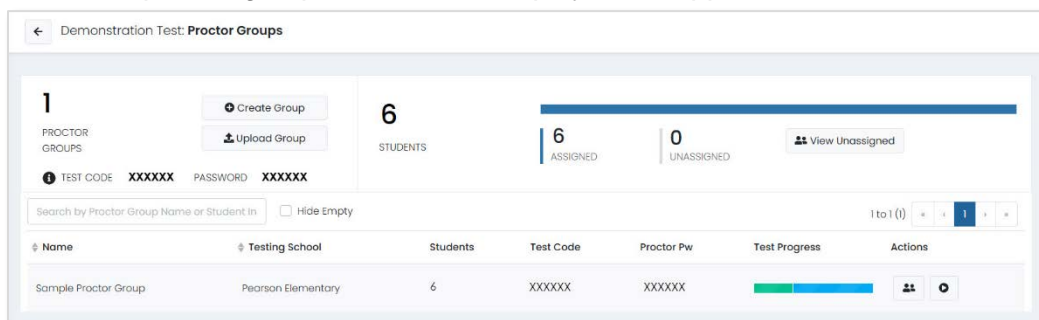 Demonstration Test: Proctor Groups
1
PROCTOR
GROUPS
Create Group
Upload Group
TEST CODE XXXXXX PASSWORD XXXXXX
6
STUDENTS
6
ASSIGNED
0
UNASSIGNED
View Unassigned
Search by Proctor Group Name or Student In
Hide Empty
1 to 1 (1) « ‹ 1 › »
Name Testing School Students Test Code Proctor Pw Test Progress Actions
Sample Proctor Group Pearson Elementary 6 XXXXXX XXXXXX